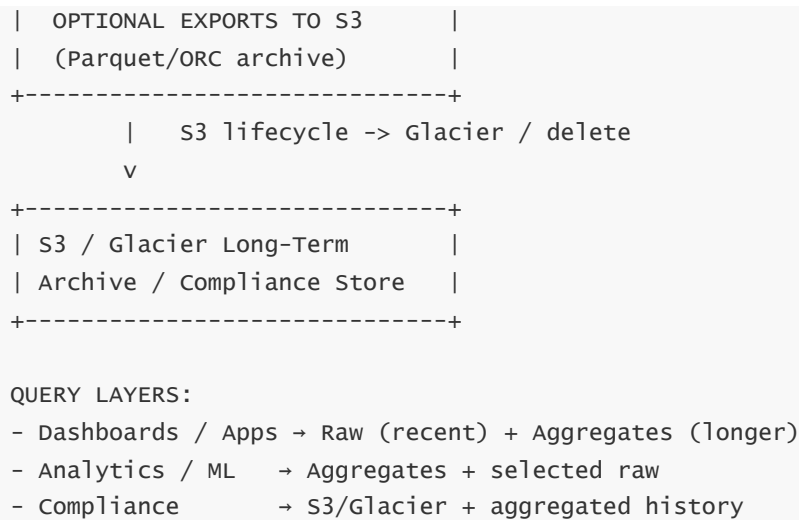 |  OPTIONAL EXPORTS TO S3      |
|  (Parquet/ORC archive)       |
+------------------------------+
        |   S3 lifecycle -> Glacier / delete
        v
+------------------------------+
| S3 / Glacier Long-Term       |
| Archive / Compliance Store   |
+------------------------------+

QUERY LAYERS:
- Dashboards / Apps → Raw (recent) + Aggregates (longer)
- Analytics / ML   → Aggregates + selected raw
- Compliance       → S3/Glacier + aggregated history